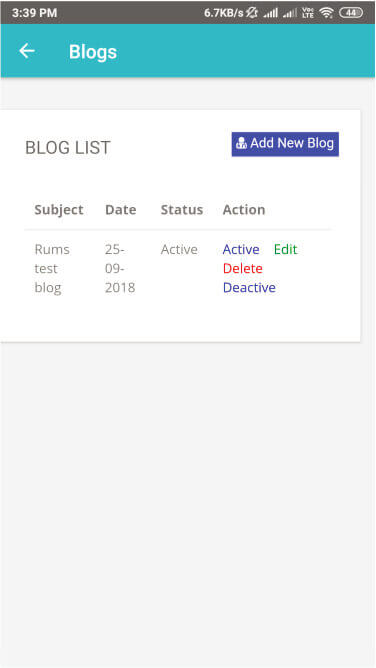 3:39 PM 6.7KB/s Vo LTE 44
Blogs
BLOG LIST Add New Blog
Subject Date Status Action
Rums 25- Active Active Edit
test 09- Delete
blog 2018 Deactive